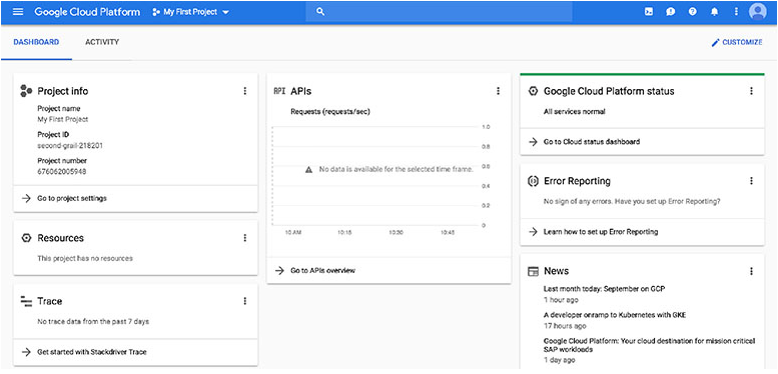 Google Cloud Platform
My First Project
DASHBOARD
ACTIVITY
CUSTOMIZE
Project info
Project name
My First Project
Project ID
second-grail-218201
Project number
676062005948
Go to project settings
Resources
This project has no resources
Trace
No trace data from the past 7 days
Get started with Stackdriver Trace
API APIs
Requests (requests/sec)
1.0
0.8
No data is available for the selected time frame.
0.6
0.4
0.2
0
10 AM 10:15 10:30 10:45
Go to APIs overview
Google Cloud Platform status
All services normal
Go to Cloud status dashboard
Error Reporting
No sign of any errors. Have you set up Error Reporting?
Learn how to set up Error Reporting
News
Last month today: September on GCP
1 hour ago
A developer onramp to Kubernetes with GKE
17 hours ago
Google Cloud Platform: Your cloud destination for mission critical
SAP workloads
1 day ago